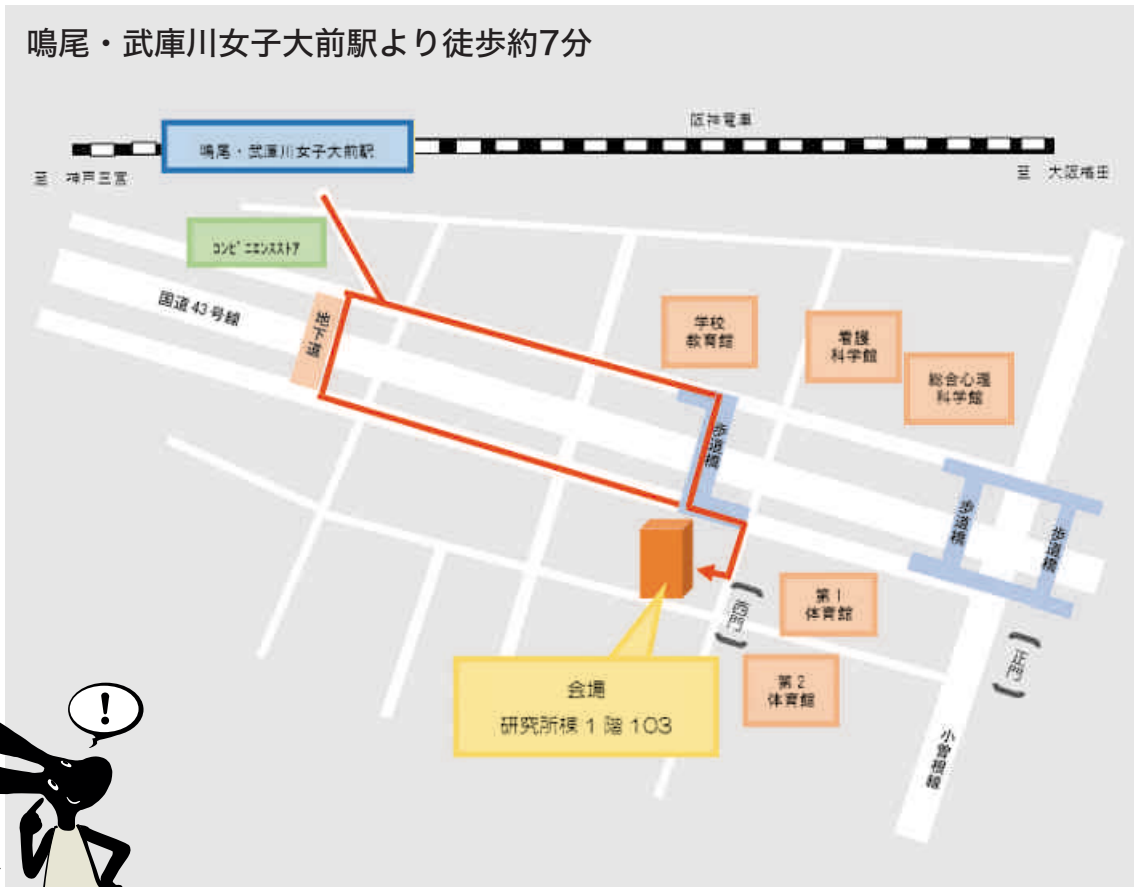 鳴尾・武庫川女子大前駅より徒歩約7分
阪神電車
鳴尾・武庫川女子大前駅
至 神戸三宮
至 大阪梅田
コンビニエンスストア
国道43号線
地下道
学校
教育館
看護
科学館
総合心理
科学館
歩道橋
歩道橋
歩道橋
第1
体育館
(西門)
第2
体育館
(正門)
会場
研究所棟 1 階 103
小曽根線
!